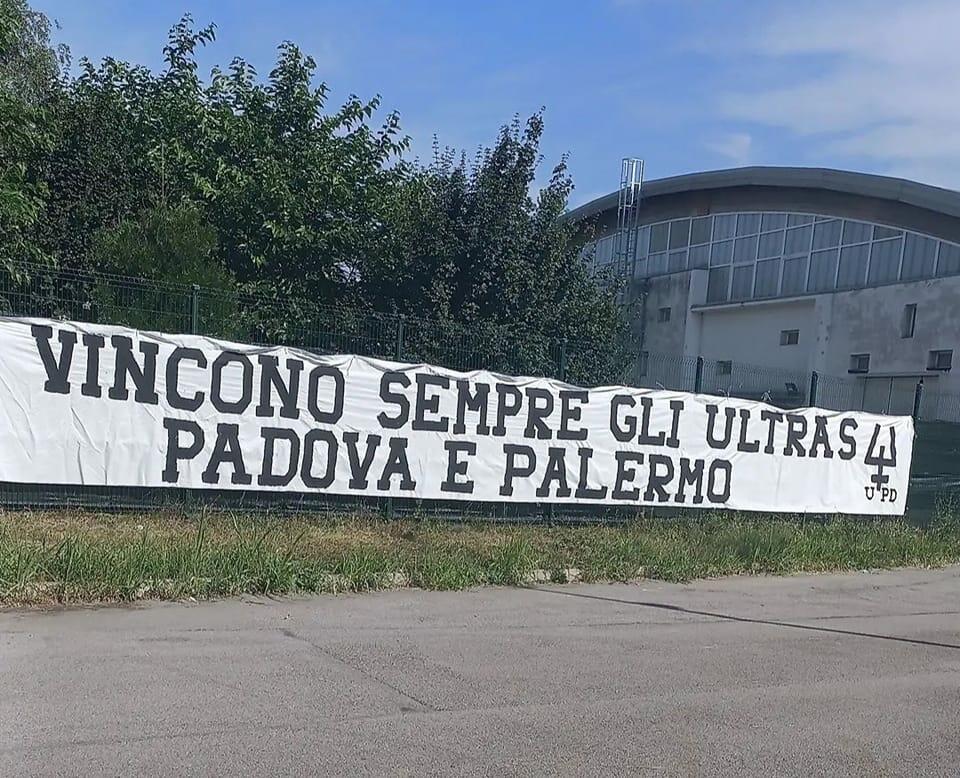 VINCONO SEMPRE GLI ULTRAS
PADOVA E PALERMO
U PD